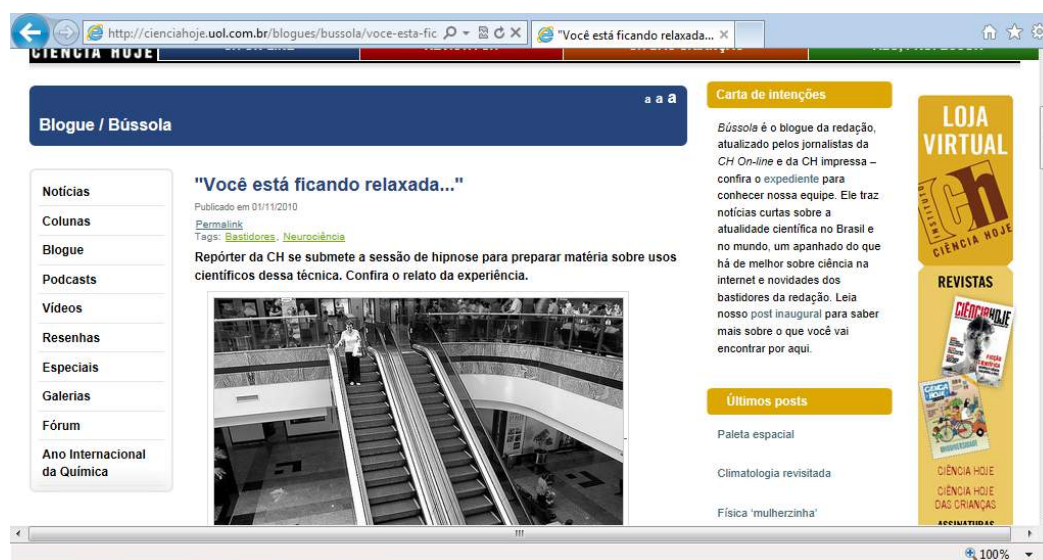 http://cienciahoje.uol.com.br/blogues/bussola/voce-esta-fic
"Você está ficando relaxada...
CIÊNCIA HOJE
a a a
Blogue / Bússola
Notícias
Colunas
Blogue
Podcasts
Vídeos
Resenhas
Especiais
Galerias
Fórum
Ano Internacional
da Química
"Você está ficando relaxada..."
Publicado em 01/11/2010
Permalink
Tags: Bastidores, Neurociência
Repórter da CH se submete a sessão de hipnose para preparar matéria sobre usos
científicos dessa técnica. Confira o relato da experiência.
Carta de intenções
Bússola é o blogue da redação,
atualizado pelos jornalistas da
CH On-line e da CH impressa –
confira o expediente para
conhecer nossa equipe. Ele traz
notícias curtas sobre a
atualidade científica no Brasil e
no mundo, um apanhado do que
há de melhor sobre ciência na
internet e novidades dos
bastidores da redação. Leia
nosso post inaugural para saber
mais sobre o que você vai
encontrar por aqui.
Últimos posts
Paleta espacial
Climatologia revisitada
Física 'mulherzinha'
LOJA
VIRTUAL
Ch
INSTITUTO
CIÊNCIA HOJE
REVISTAS
CIÊNCIAHOJE
CIÊNCIA HOJE
CIÊNCIA HOJE
DAS CRIANÇAS
ASSINATURAS
100%